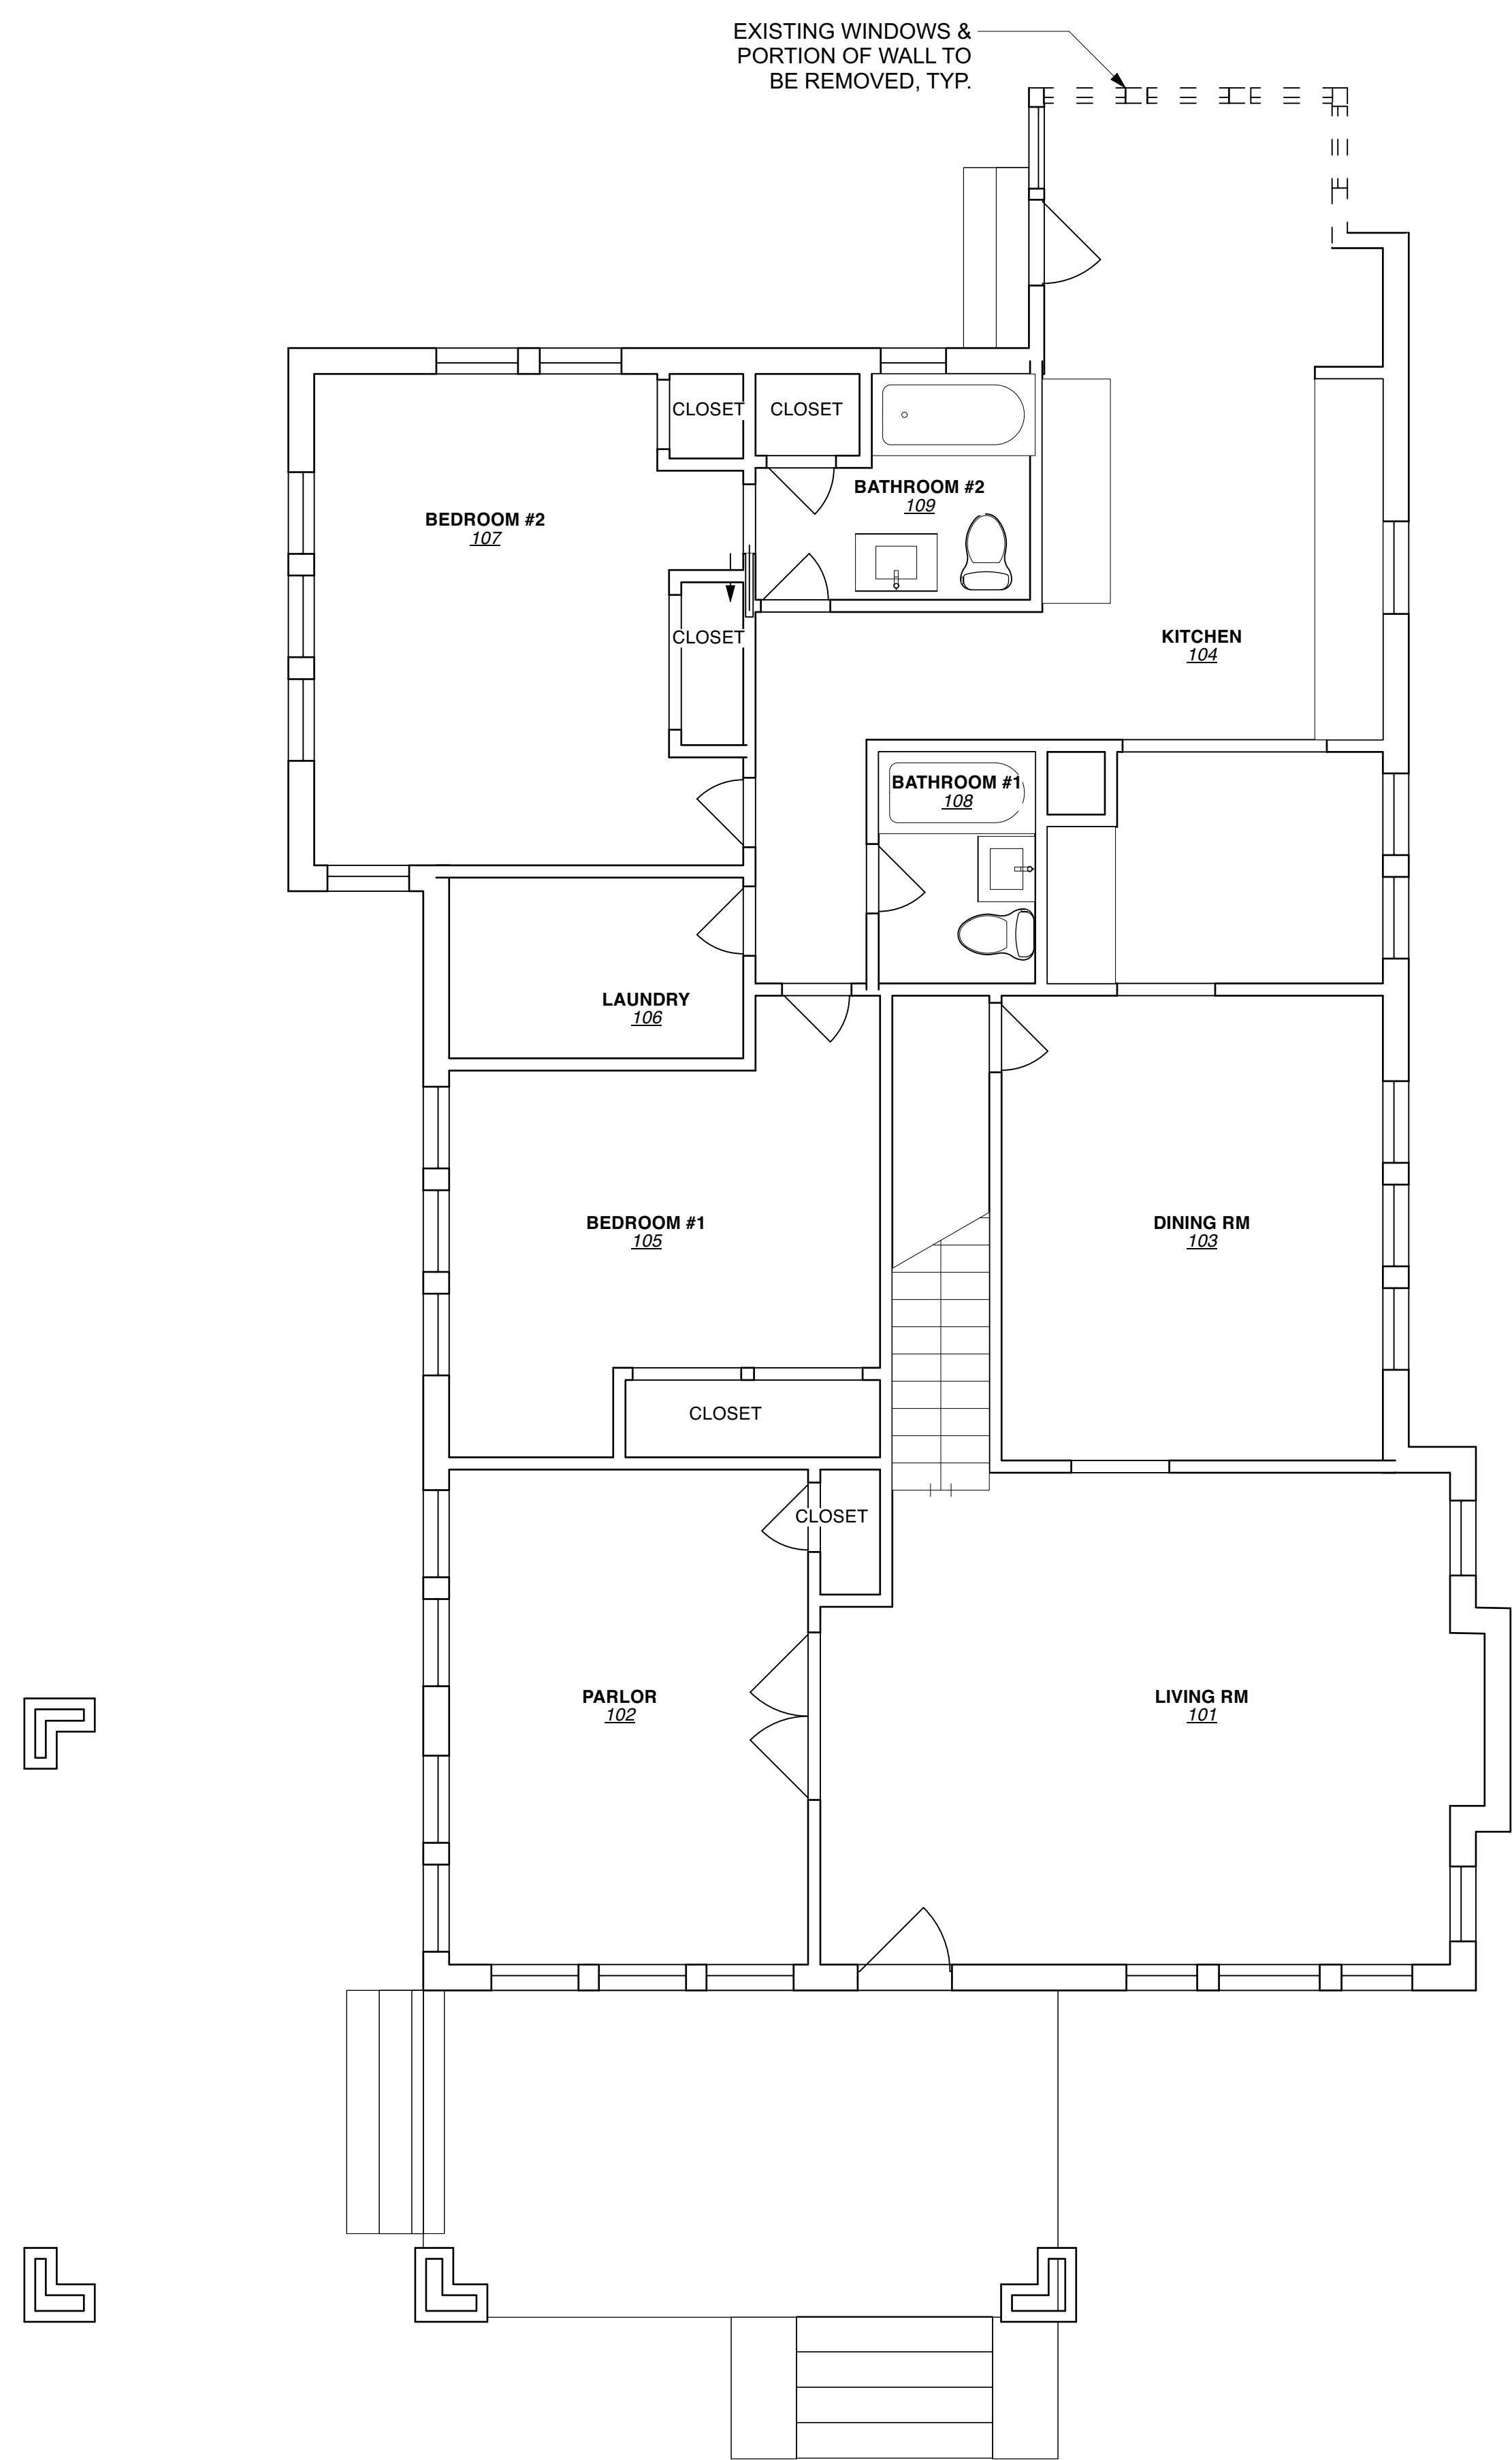 EXISTING WINDOWS &
PORTION OF WALL TO
BE REMOVED, TYP.
CLOSET
CLOSET
BATHROOM #2
109
BEDROOM #2
107
CLOSET
KITCHEN
104
BATHROOM #1
108
LAUNDRY
106
BEDROOM #1
105
DINING RM
103
CLOSET
CLOSET
PARLOR
102
LIVING RM
101